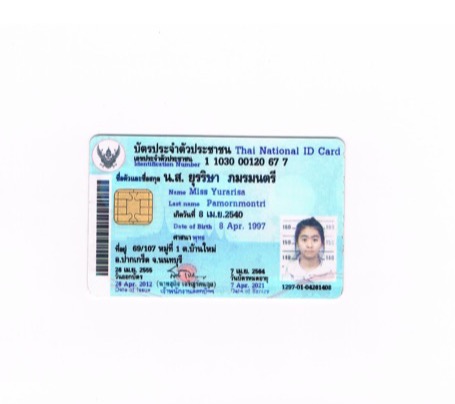 บัตรประจำตัวประชาชน Thai National ID Card
เลขประจำตัวประชาชน
Identification Number 1 1030 00120 67 7
ชื่อตัวและชื่อสกุล น.ส. ยุรริษา ภมรมนตรี
Name Miss Yurarisa
Last name Pamornmontri
เกิดวันที่ 8 เม.ย.2540
Date of Birth 8 Apr. 1997
ศาสนา พุทธ
ที่อยู่ 69/107 หมู่ที่ 1 ต.บ้านใหม่
อ.ปากเกร็ด จ.นนทบุรี
26 เม.ย. 2555
วันออกบัตร
Apr. 2012
Date of Issue
7 เม.ย. 2564
วันบัตรหมดอายุ
7 Apr. 2021
Date of Expiry